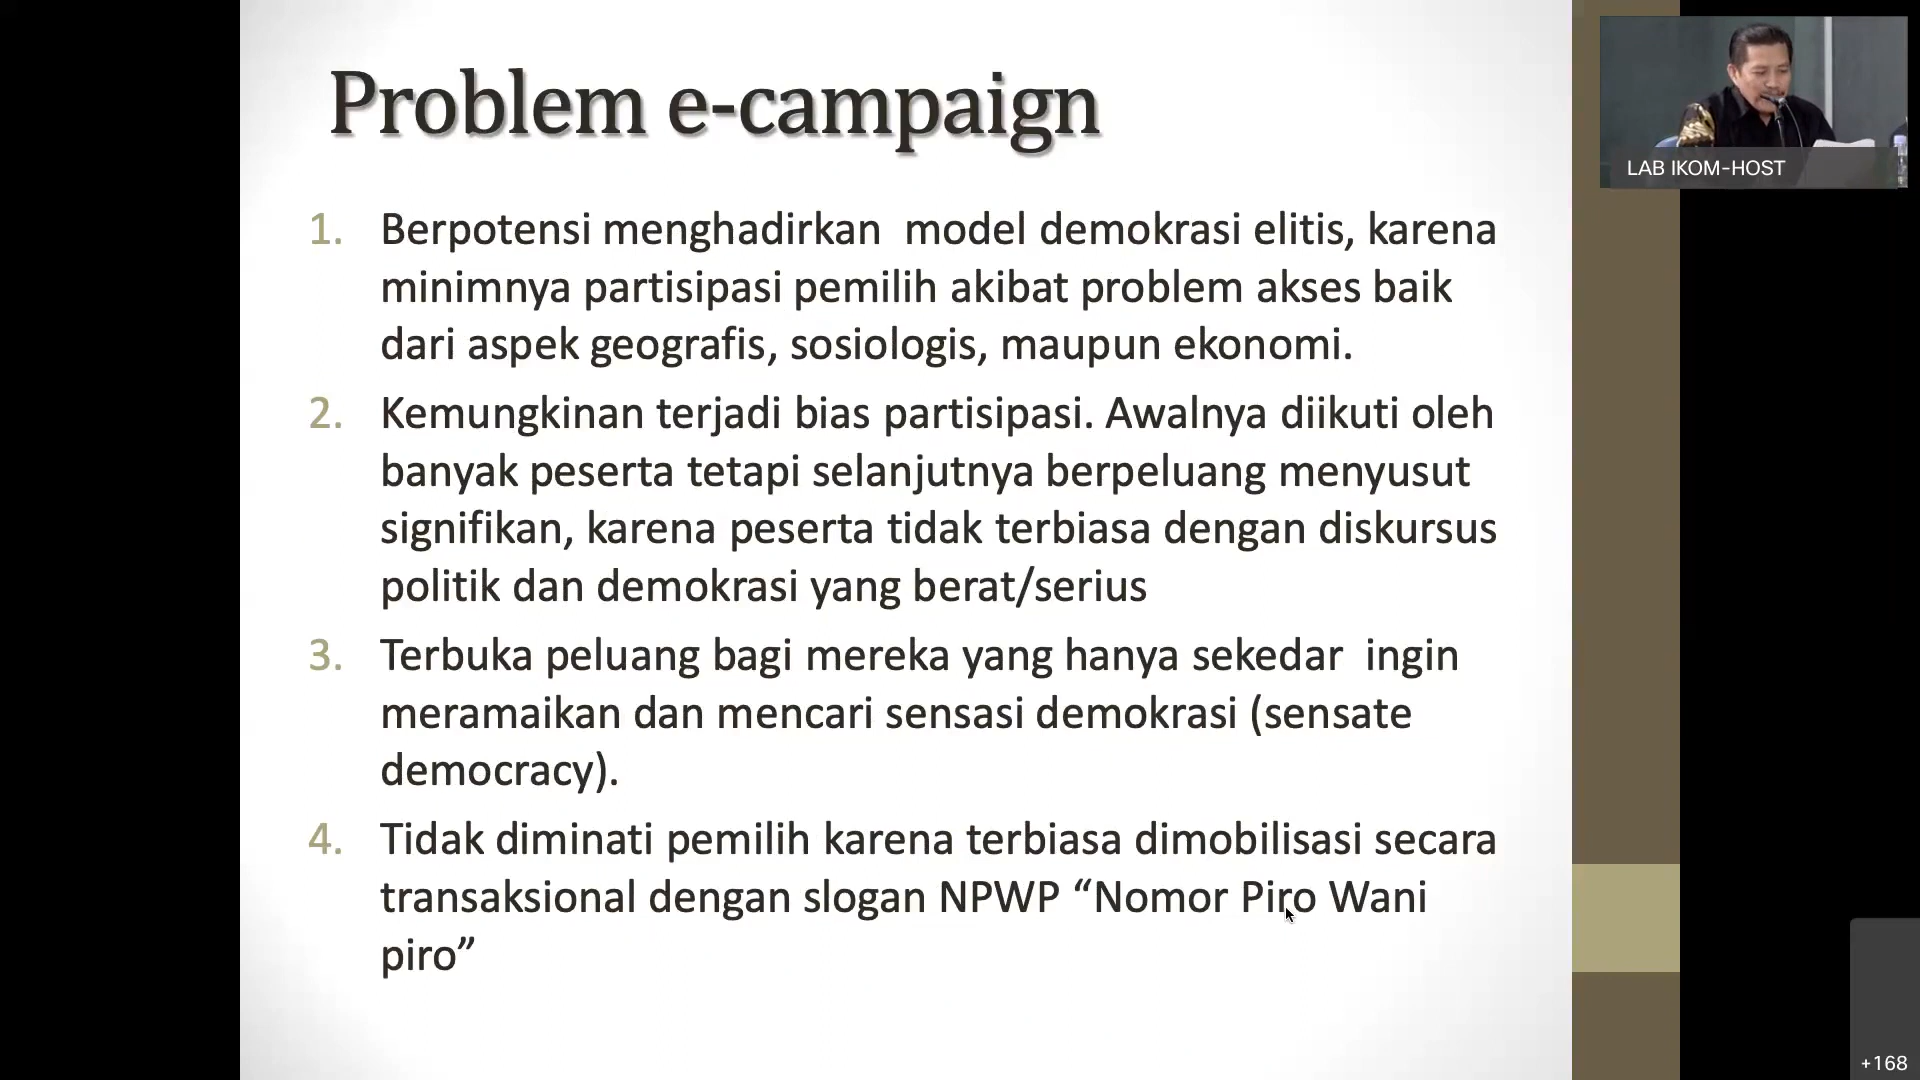 Problem e-campaign
LAB IKOM-HOST
1. Berpotensi menghadirkan model demokrasi elitis, karena
minimnya partisipasi pemilih akibat problem akses baik
dari aspek geografis, sosiologis, maupun ekonomi.
2. Kemungkinan terjadi bias partisipasi. Awalnya diikuti oleh
banyak peserta tetapi selanjutnya berpeluang menyusut
signifikan, karena peserta tidak terbiasa dengan diskursus
politik dan demokrasi yang berat/serius
3. Terbuka peluang bagi mereka yang hanya sekedar ingin
meramaikan dan mencari sensasi demokrasi (sensate
democracy).
4. Tidak diminati pemilih karena terbiasa dimobilisasi secara
transaksional dengan slogan NPWP “Nomor Piro Wani
piro”
+168